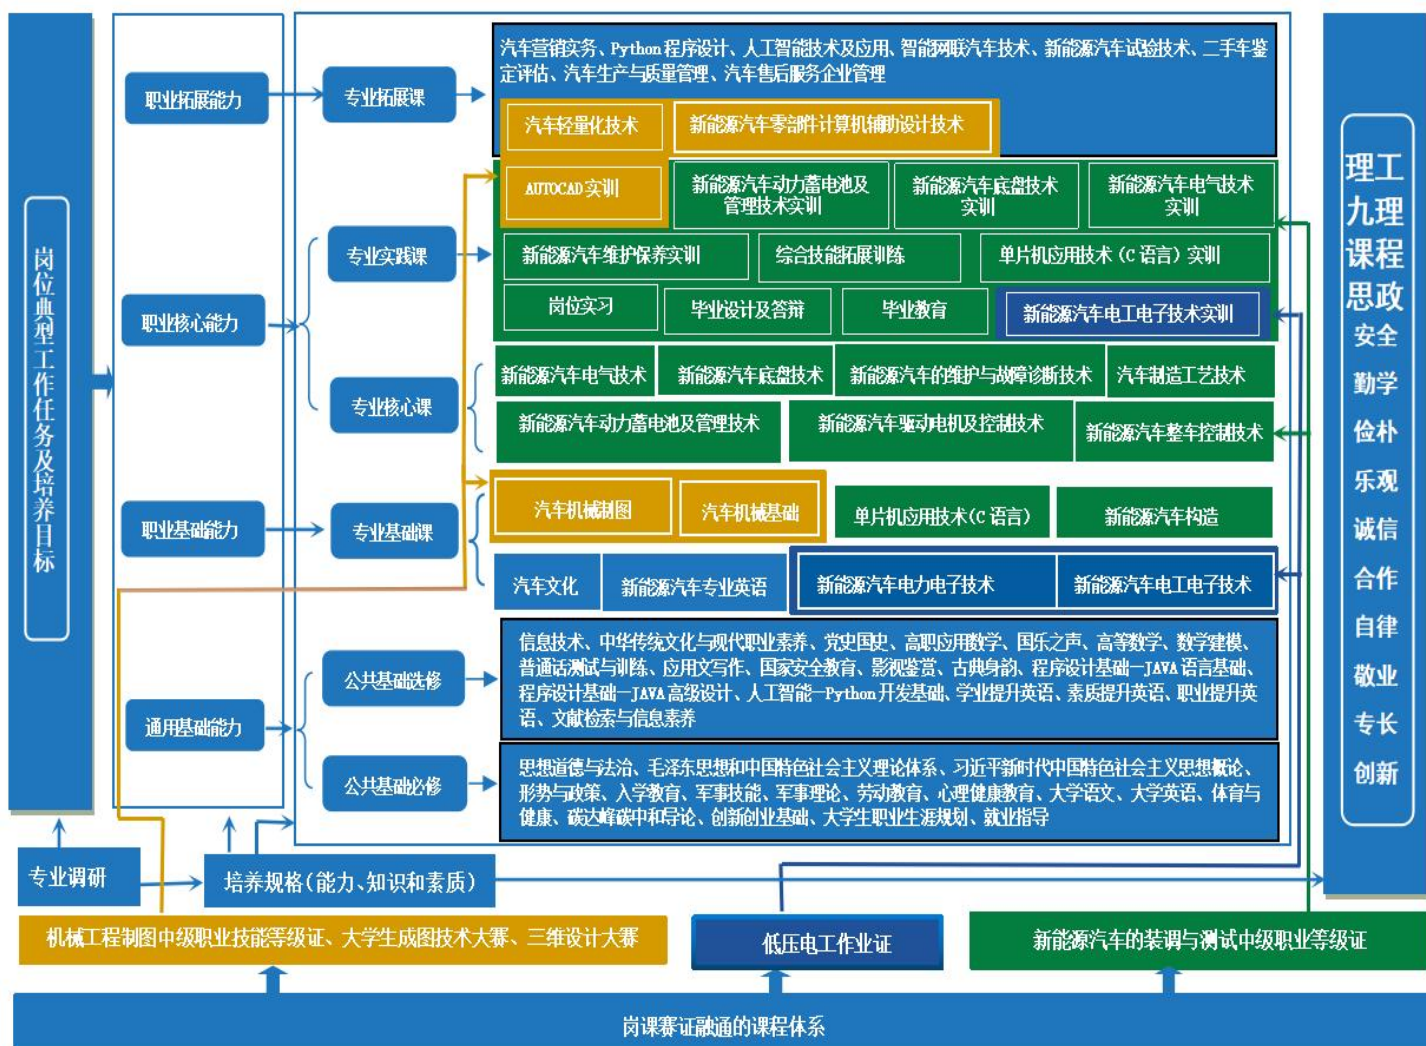 岗位典型工作任务及培养目标
职业拓展能力
专业拓展课
汽车营销实务、Python 程序设计、人工智能技术及应用、智能网联汽车技术、新能源汽车试验技术、二手车鉴
定评估、汽车生产与质量管理、汽车售后服务企业管理
汽车轻量化技术
新能源汽车零部件计算机辅助设计技术
职业核心能力
专业实践课
AUTOCAD 实训
新能源汽车动力蓄电池及
管理技术实训
新能源汽车底盘技术
实训
新能源汽车电气技术
实训
新能源汽车维护保养实训
综合技能拓展训练
单片机应用技术（C 语言）实训
岗位实习
毕业设计及答辩
毕业教育
新能源汽车电工电子技术实训
专业核心课
新能源汽车电气技术
新能源汽车底盘技术
新能源汽车的维护与故障诊断技术
汽车制造工艺技术
新能源汽车动力蓄电池及管理技术
新能源汽车驱动电机及控制技术
新能源汽车整车控制技术
职业基础能力
专业基础课
汽车机械制图
汽车机械基础
单片机应用技术(C 语言)
新能源汽车构造
汽车文化
新能源汽车专业英语
新能源汽车电力电子技术
新能源汽车电工电子技术
通用基础能力
公共基础选修
信息技术、中华传统文化与现代职业素养、党史国史、高职应用数学、国乐之声、高等数学、数学建模、
普通话测试与训练、应用文写作、国家安全教育、影视鉴赏、古典身韵、程序设计基础—JAVA 语言基础、
程序设计基础—JAVA 高级设计、人工智能—Python 开发基础、学业提升英语、素质提升英语、职业提升英
语、文献检索与信息素养
公共基础必修
思想道德与法治、毛泽东思想和中国特色社会主义理论体系、习近平新时代中国特色社会主义思想概论、
形势与政策、入学教育、军事技能、军事理论、劳动教育、心理健康教育、大学语文、大学英语、体育与
健康、碳达峰碳中和导论、创新创业基础、大学生职业生涯规划、就业指导
理工
九理
课程
思政
安全
勤学
俭朴
乐观
诚信
合作
自律
敬业
专长
创新
专业调研
培养规格（能力、知识和素质）
机械工程制图中级职业技能等级证、大学生成图技术大赛、三维设计大赛
低压电工作业证
新能源汽车的装调与测试中级职业等级证
岗课赛证融通的课程体系